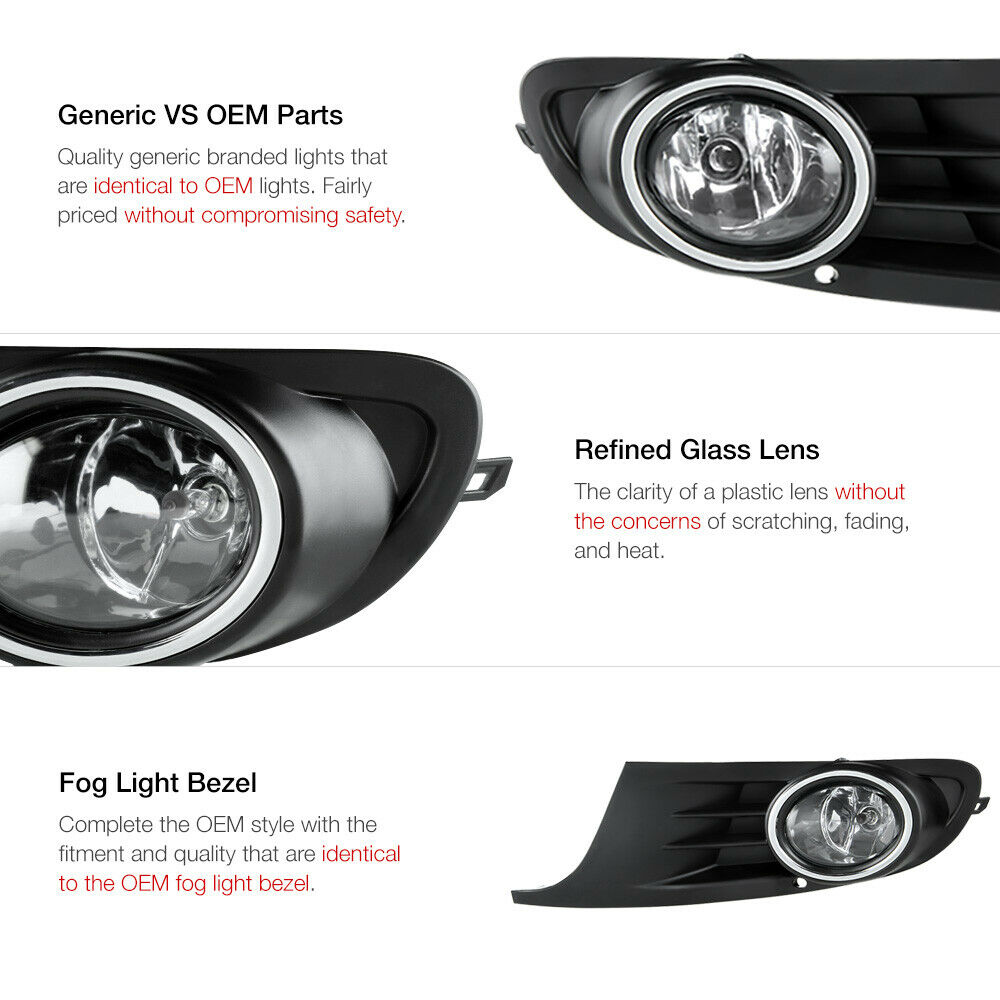 Generic VS OEM Parts
Quality generic branded lights that
are identical to OEM lights. Fairly
priced without compromising safety.
Refined Glass Lens
The clarity of a plastic lens without
the concerns of scratching, fading,
and heat.
Fog Light Bezel
Complete the OEM style with the
fitment and quality that are identical
to the OEM fog light bezel.